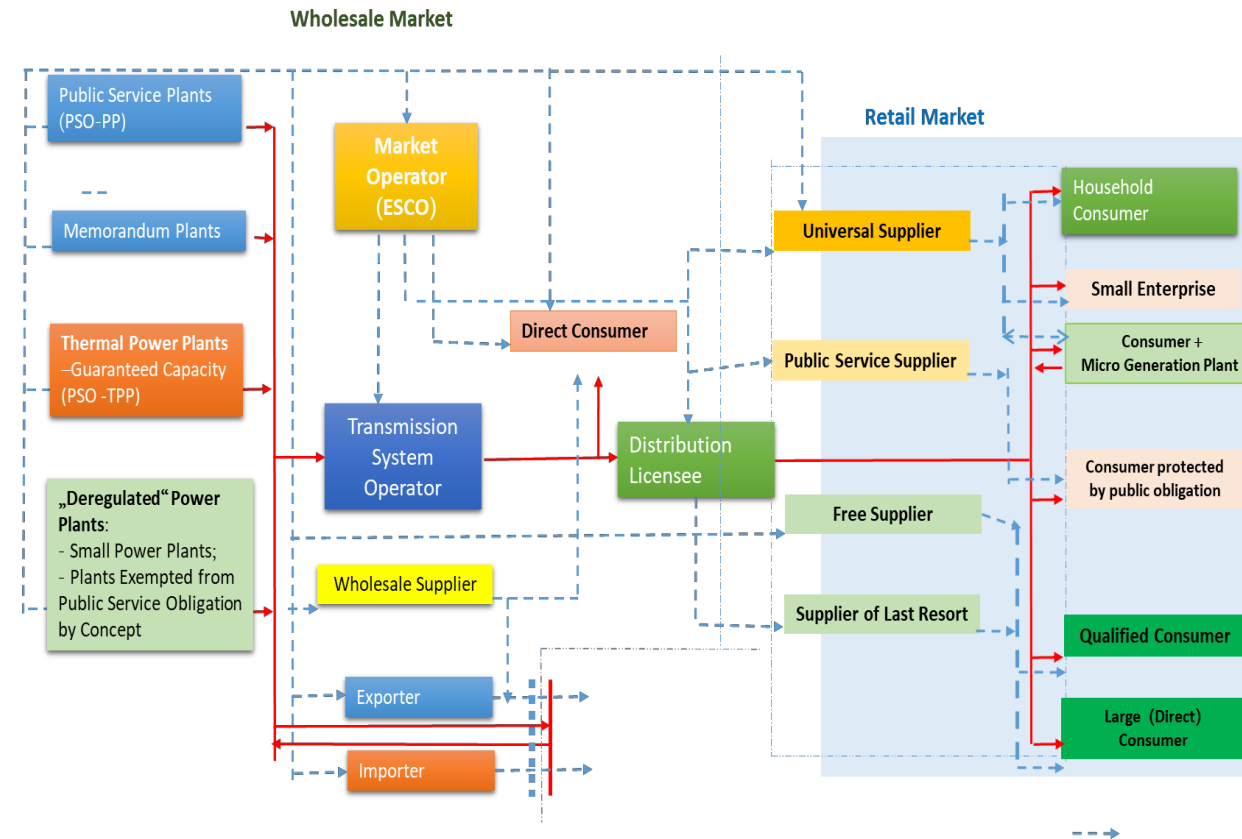 Wholesale Market
Public Service Plants
(PSO-PP)
Memorandum Plants
Thermal Power Plants
–Guaranteed Capacity
(PSO -TPP)
„Deregulated“ Power
Plants:
- Small Power Plants;
- Plants Exempted from
Public Service Obligation
by Concept
Market
Operator
(ESCO)
Direct Consumer
Transmission
System
Operator
Distribution
Licensee
Wholesale Supplier
Exporter
Importer
Retail Market
Universal Supplier
Public Service Supplier
Free Supplier
Supplier of Last Resort
Household
Consumer
Small Enterprise
Consumer +
Micro Generation Plant
Consumer protected
by public obligation
Qualified Consumer
Large (Direct)
Consumer